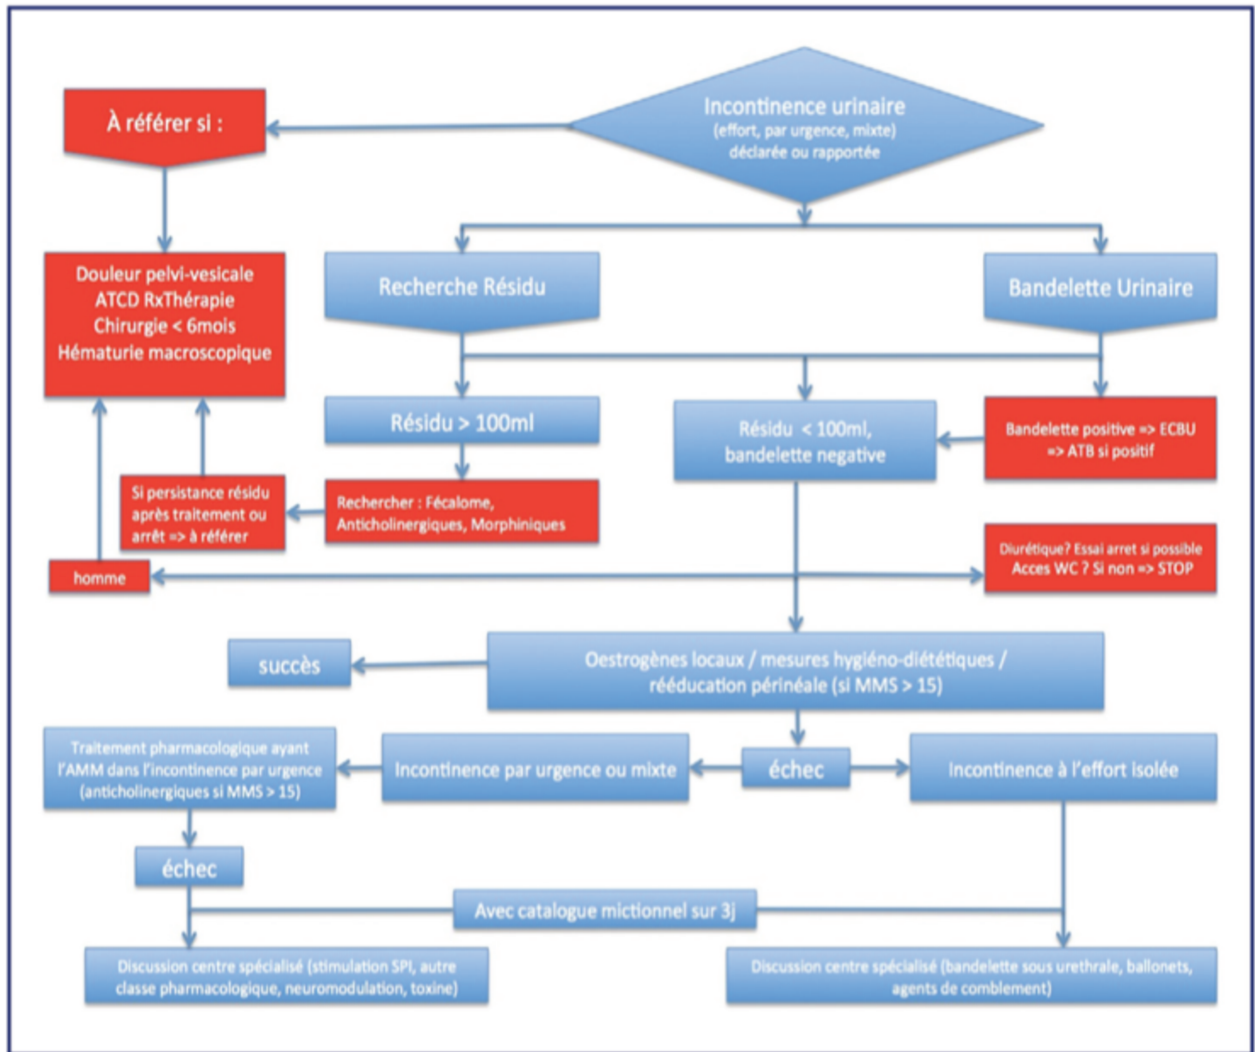 Incontinence urinaire
(effort, par urgence, mixte)
déclarée ou rapportée
À référer si :
Douleur pelvi-vesicale
ATCD RxThérapie
Chirurgie < 6mois
Hématurie macroscopique
Recherche Résidu
Bandelette Urinaire
Résidu > 100ml
Résidu < 100ml,
bandelette negative
Bandelette positive => ECBU
=> ATB si positif
Si persistance résidu
après traitement ou
arrêt => à référer
Rechercher : Fécalome,
Anticholinergiques, Morphiniques
homme
Diurétique? Essai arret si possible
Acces WC ? Si non => STOP
succès
Oestrogènes locaux / mesures hygiéno-diététiques /
rééducation périnéale (si MMS > 15)
Traitement pharmacologique ayant
l'AMM dans l'incontinence par urgence
(anticholinergiques si MMS > 15)
Incontinence par urgence ou mixte
échec
Incontinence à l'effort isolée
échec
Avec catalogue mictionnel sur 3j
Discussion centre spécialisé (stimulation SPI, autre
classe pharmacologique, neuromodulation, toxine)
Discussion centre spécialisé (bandelette sous urethrale, ballonets,
agents de comblement)